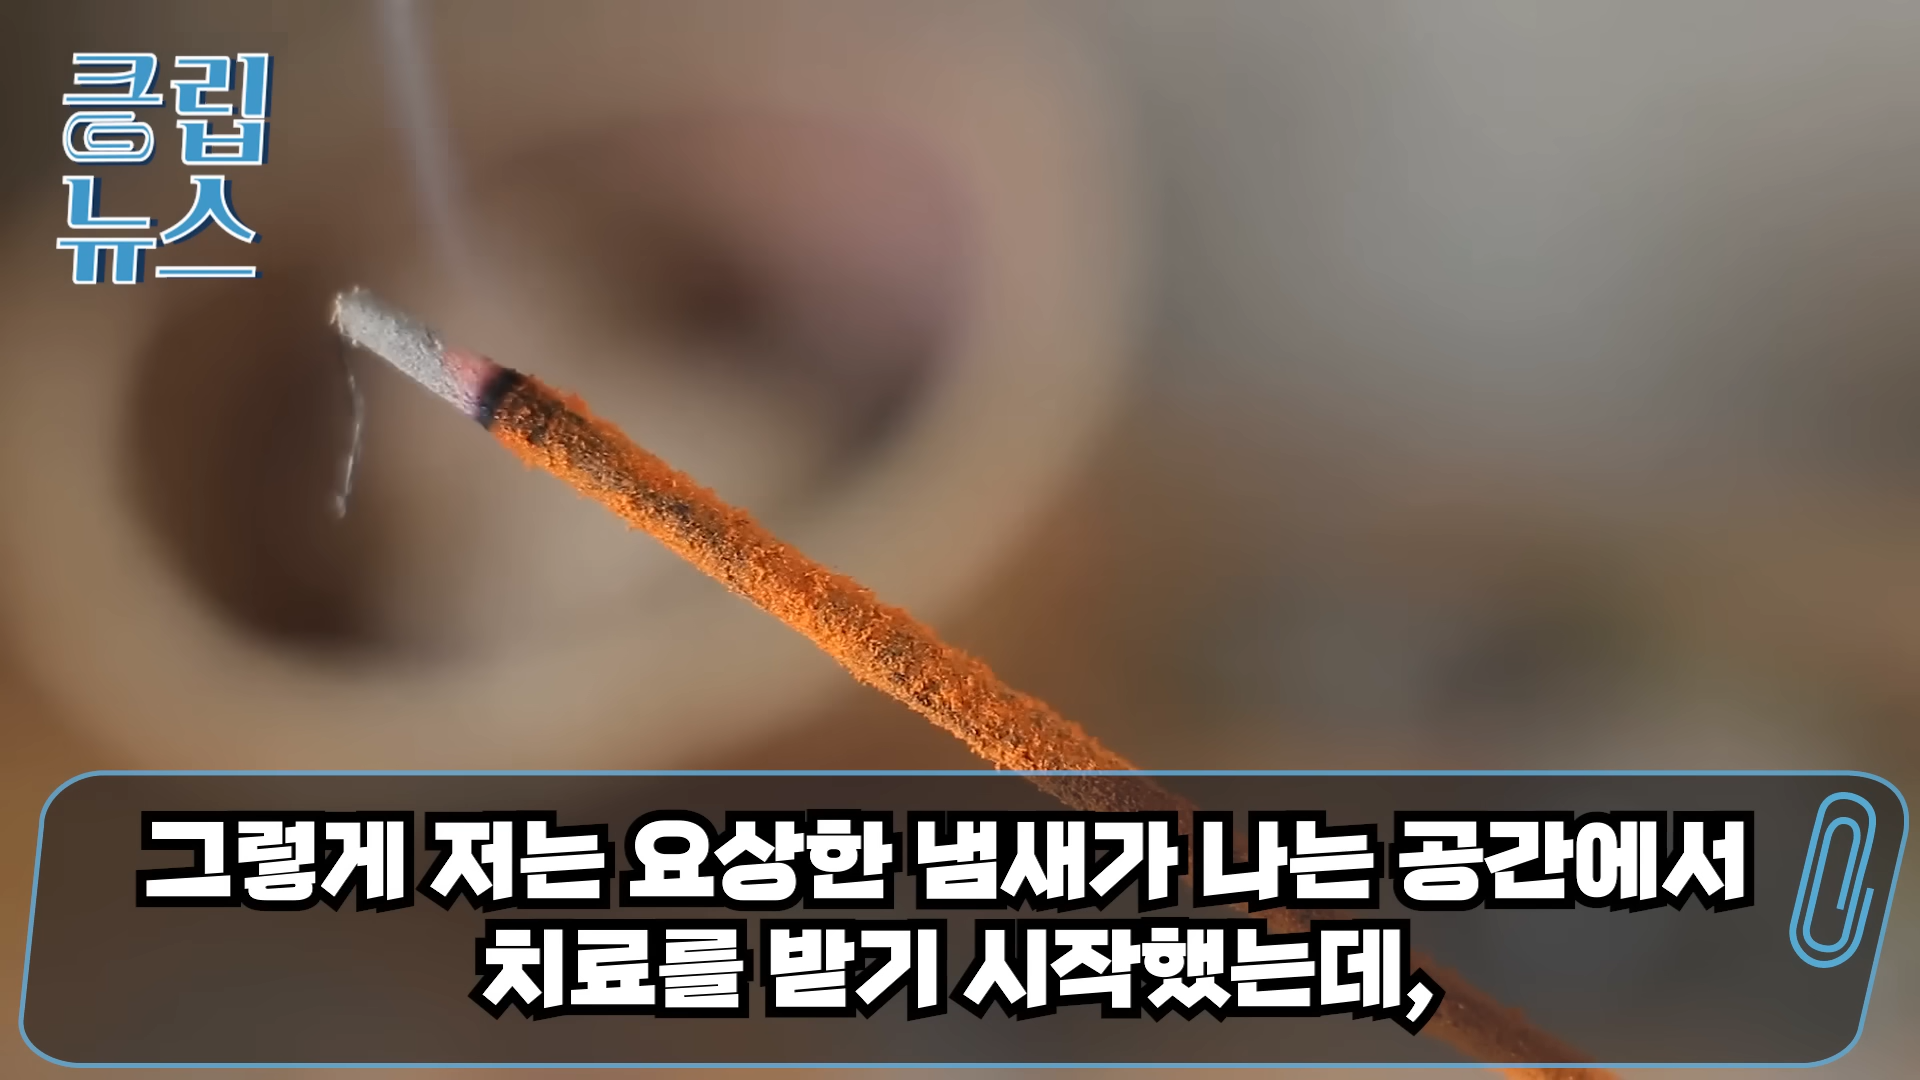 클립
뉴스
그렇게 저는 요상한 냄새가 나는 공간에서
치료를 받기 시작했는데,